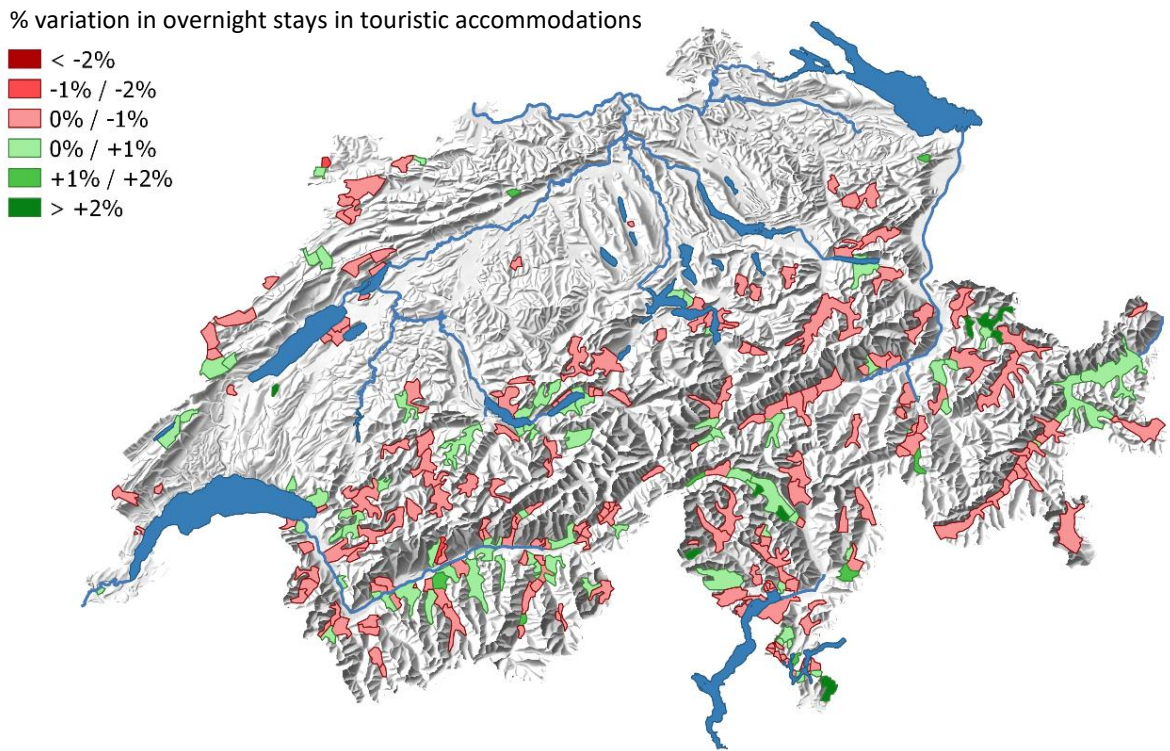 % variation in overnight stays in touristic accommodations
< -2%
-1% / -2%
0% / -1%
0% / +1%
+1% / +2%
> +2%